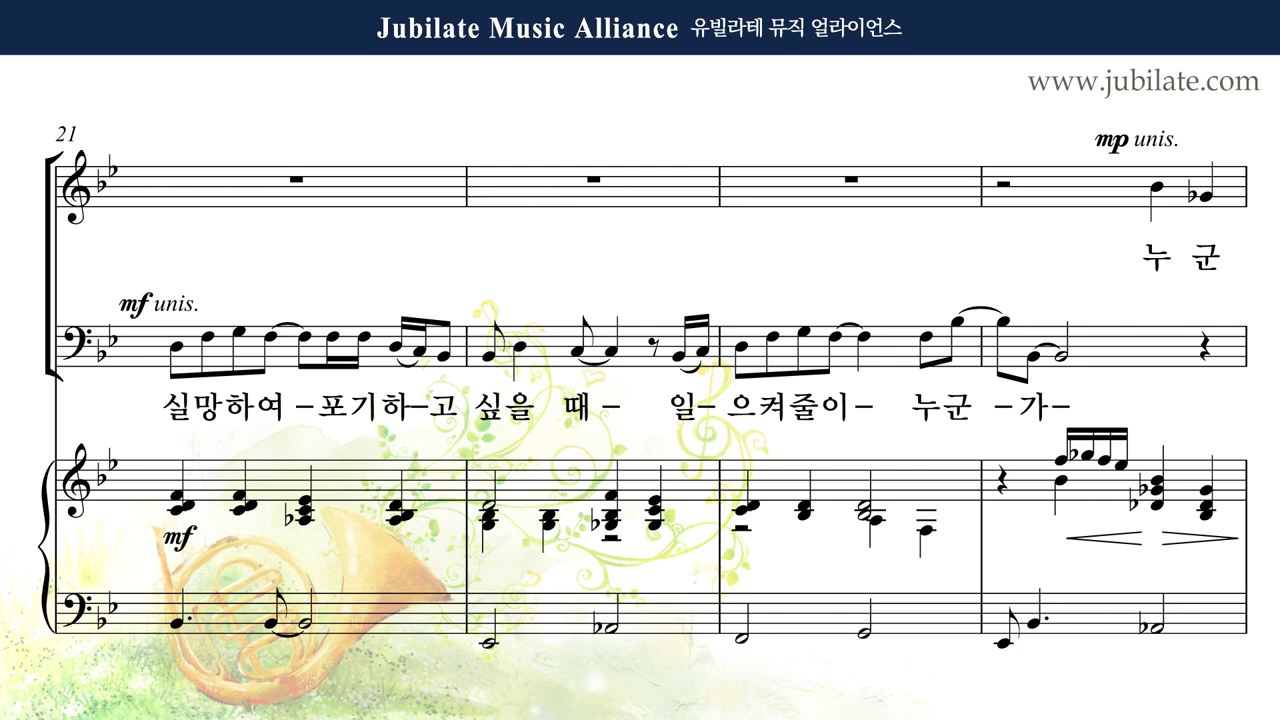 Jubilate Music Alliance 유빌라테 뮤직 얼라이언스
www.jubilate.com
21
mp unis.
누 군
mf unis.
실망하여 - 포기하-고 싶을 때 - 일- 으켜줄이- 누군 -가-
mf